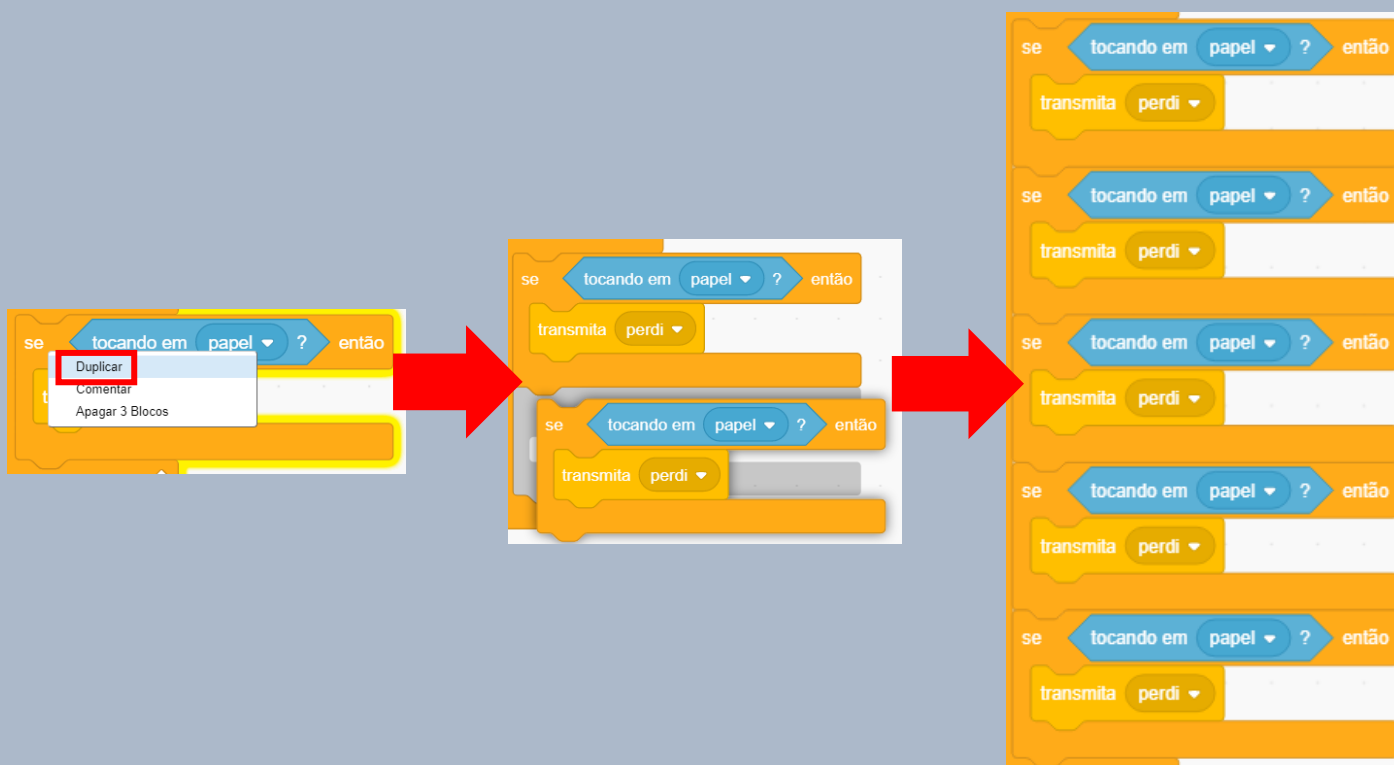 se tocando em papel ? então
Duplicar
Comentar
Apagar 3 Blocos
se tocando em papel ? então
transmita perdi
se tocando em papel ? então
transmita perdi
se tocando em papel ? então
transmita perdi
se tocando em papel ? então
transmita perdi
se tocando em papel ? então
transmita perdi
se tocando em papel ? então
transmita perdi
se tocando em papel ? então
transmita perdi